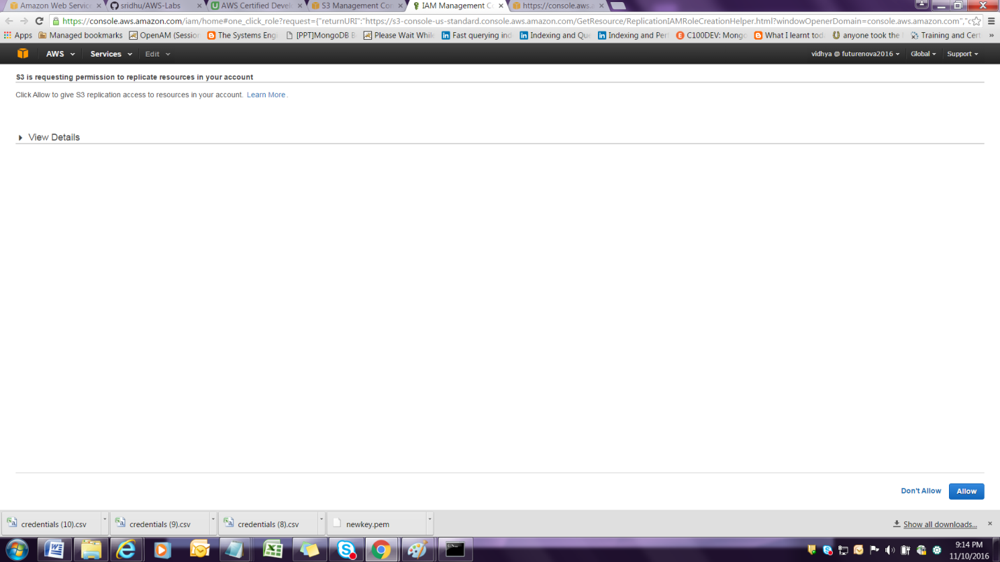 Amazon Web Service
sridhu/AWS-Labs
AWS Certified Devel
S3 Management Con
IAM Management Co
https://console.aws.a
https://console.aws.amazon.com/iam/home#one_click_role?request={"returnURI":"https://s3-console-us-standard.console.aws.amazon.com/GetResource/ReplicationIAMRoleCreationHelper.html?windowOpenerDomain=console.aws.amazon.com","c
Apps
Managed bookmarks
OpenAM (Session
The Systems Engi
[PPT]MongoDB B
Please Wait While
Fast querying ind
Indexing and Que
Indexing and Perf
C100DEV: Mongo
What I learnt toda
anyone took the
Training and Cert
»
AWS
Services
Edit
vidhya @ futurenova2016
Global
Support
S3 is requesting permission to replicate resources in your account
Click Allow to give S3 replication access to resources in your account. Learn More.
View Details
Don't Allow
Allow
credentials (10).csv
credentials (9).csv
credentials (8).csv
newkey.pem
Show all downloads...
9:14 PM
11/10/2016